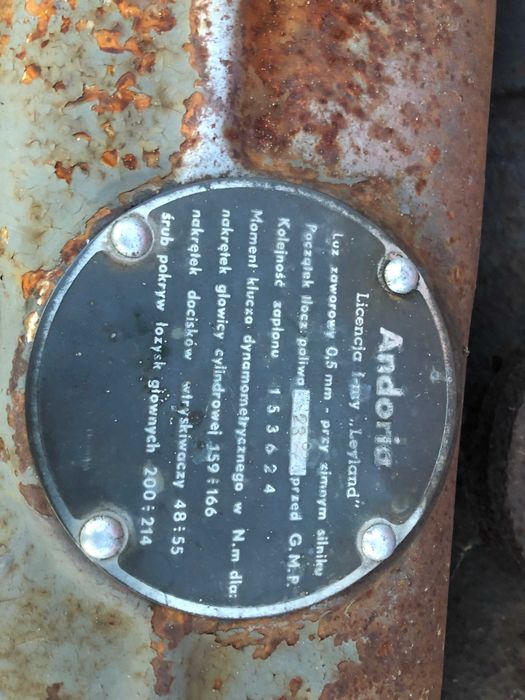 Andoria
Licencja f-my „Leyland"
Luz zaworowy 0,5 mm - przy zimnym silniku
Początek tłocz. paliwa przed G.M.P.
Kolejność zapłonu 1 5 3 6 2 4
Moment klucza dynamometrycznego w N.m dla:
nakrętek głowicy cylindrowej 159÷166
nakrętek docisków wtryskiwaczy 48÷55
śrub pokryw łożysk głównych 200÷214